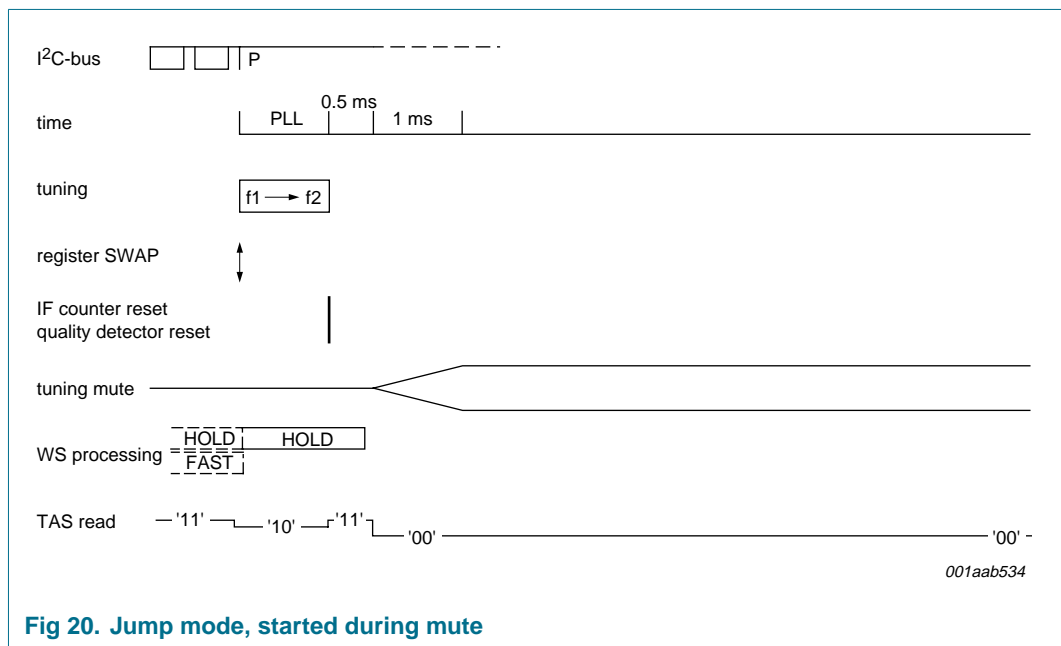 I²C-bus
P
time
PLL
0.5 ms
1 ms
tuning
f1 → f2
register SWAP
IF counter reset
quality detector reset
tuning mute
WS processing
HOLD HOLD
FAST
TAS read
'11' '10' '11' '00' '00'
001aab534
Fig 20. Jump mode, started during mute